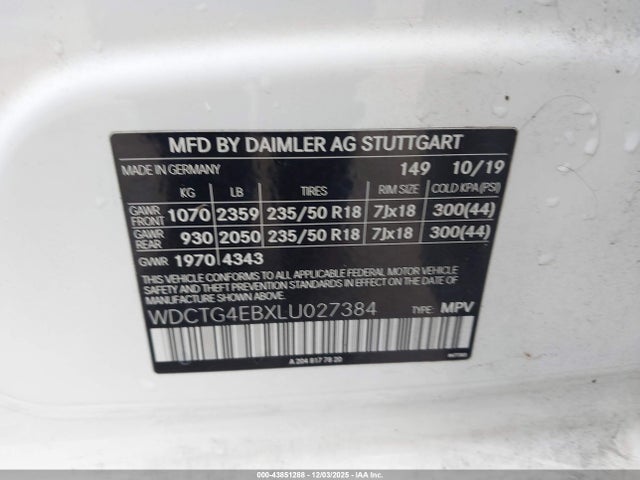 MFD BY DAIMLER AG STUTTGART
MADE IN GERMANY 149 10/19
KG LB TIRES RIM SIZE COLD KPA(PSI)
GAWR FRONT 1070 2359 235/50 R18 7Jx18 300(44)
GAWR REAR 930 2050 235/50 R18 7Jx18 300(44)
GVWR 1970 4343
THIS VEHICLE CONFORMS TO ALL APPLICABLE FEDERAL MOTOR VEHICLE
SAFETY STANDARD AND THEFT PREVENTION STANDARDS IN EFFECT
ON THE DATE OF MANUFACTURE SHOWN ABOVE.
WDCTG4EBXLU027384 TYPE: MPV
A 204 817 78 20
000-43851268 - 12/03/2025 - IAAI, Inc.